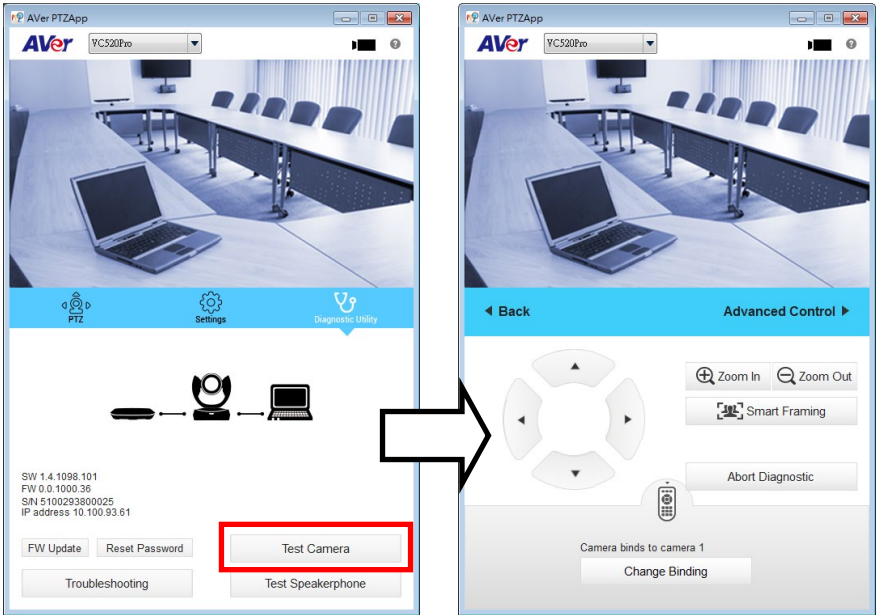 AVer PTZApp
AVer VC520Pro
PTZ Settings Diagnostic Utility
SW 1.4.1098.101
FW 0.0.1000.36
S/N 5100293800025
IP address 10.100.93.61
FW Update Reset Password Test Camera
Troubleshooting Test Speakerphone
AVer PTZApp
AVer VC520Pro
Back Advanced Control
Zoom In Zoom Out
Smart Framing
Abort Diagnostic
Camera binds to camera 1
Change Binding